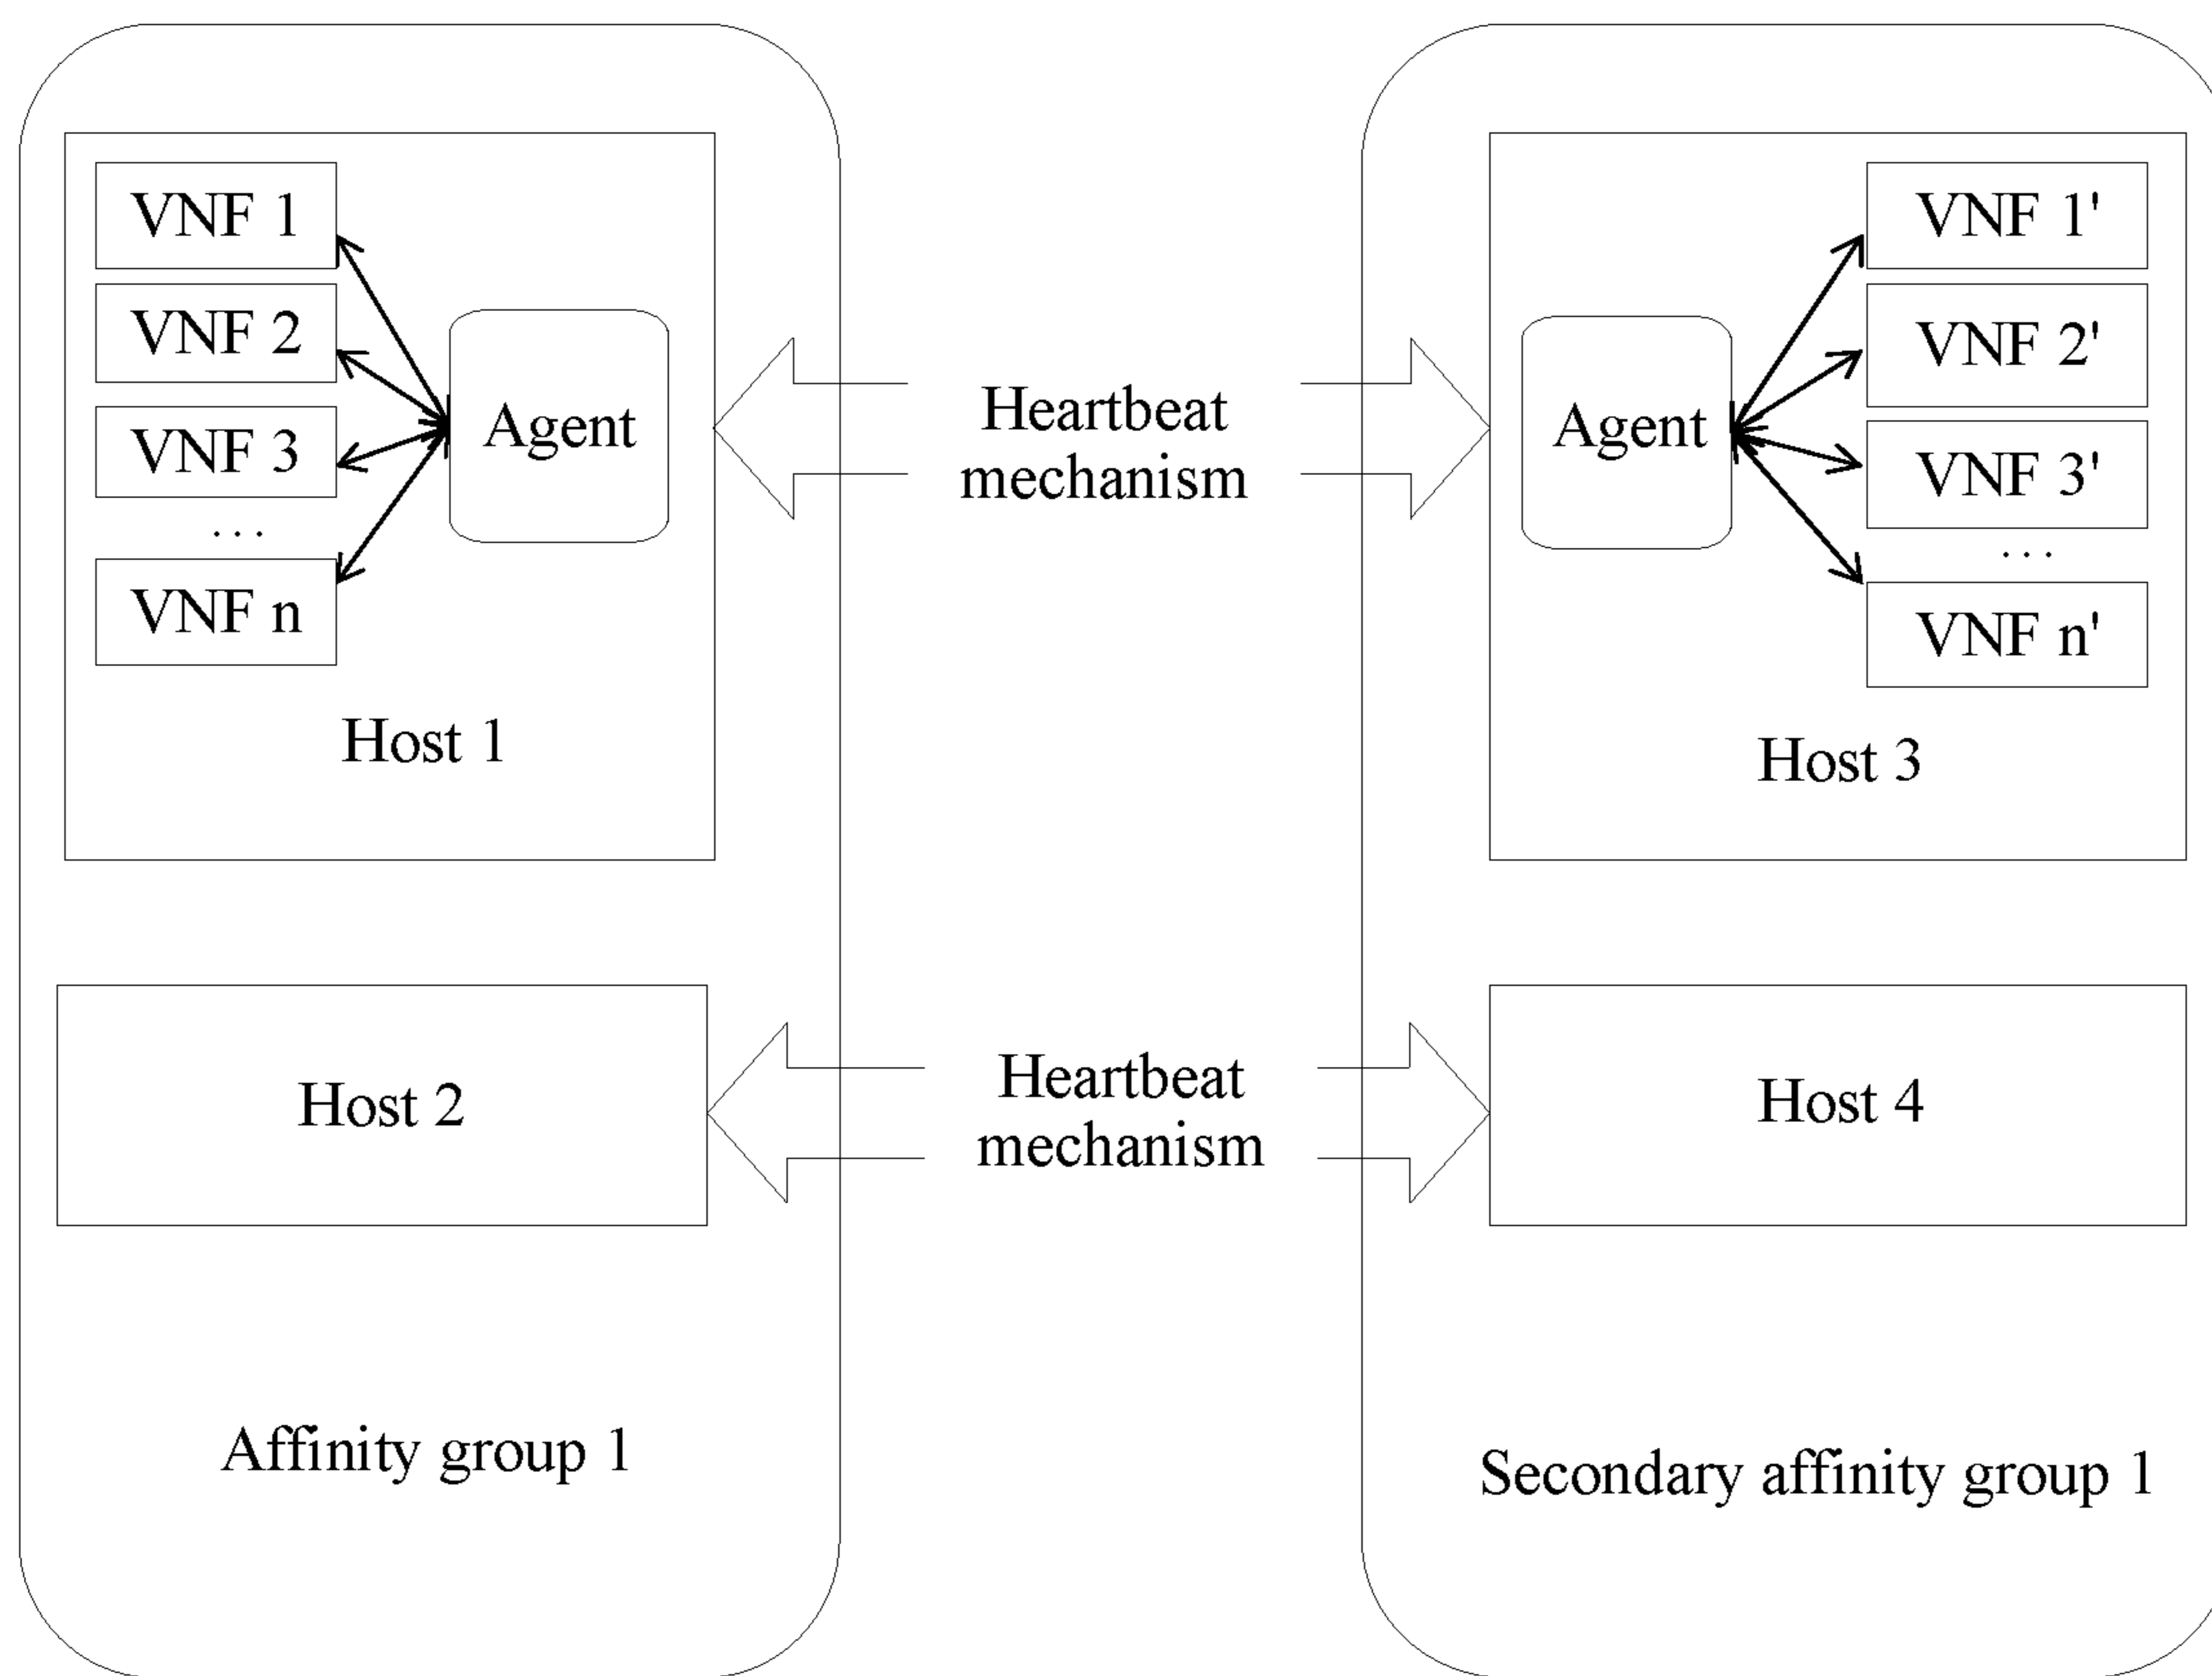 VNF 1
VNF 2
VNF 3
...
VNF n
Agent
Host 1
Heartbeat
mechanism
Agent
VNF 1'
VNF 2'
VNF 3'
...
VNF n'
Host 3
Host 2
Heartbeat
mechanism
Host 4
Affinity group 1
Secondary affinity group 1